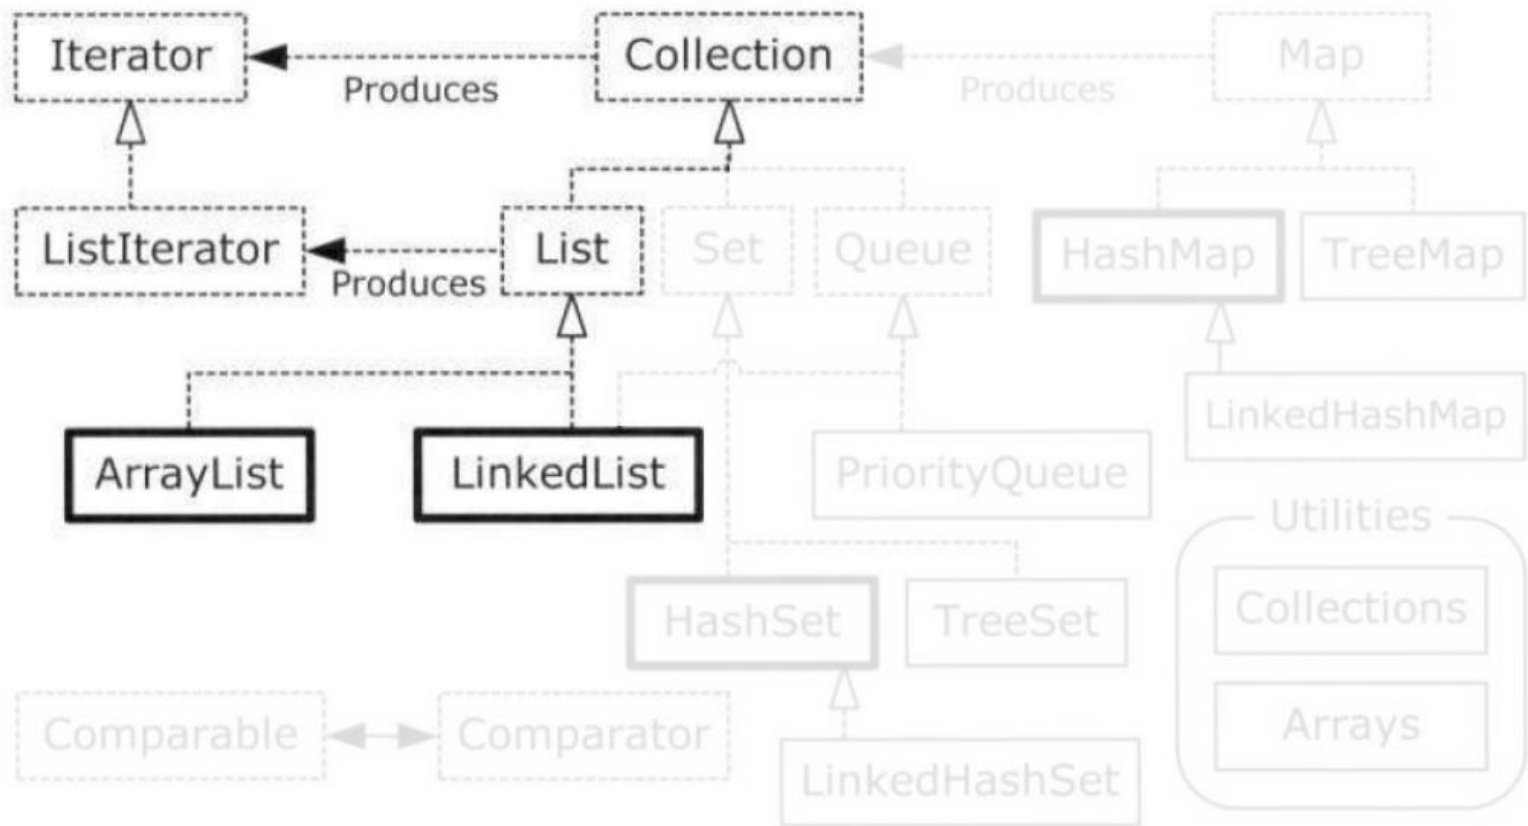 Iterator
Produces
Collection
Produces
Map
ListIterator
Produces
List
Set
Queue
HashMap
TreeMap
ArrayList
LinkedList
PriorityQueue
LinkedHashMap
Utilities
Collections
Arrays
HashSet
TreeSet
Comparable
Comparator
LinkedHashSet